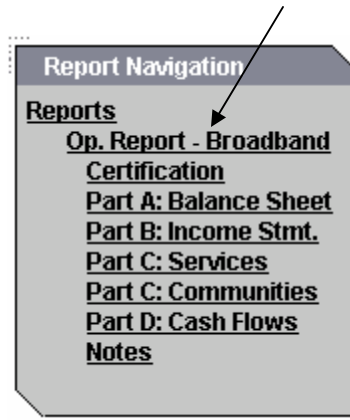 Report Navigation
Reports
Op. Report - Broadband
Certification
Part A: Balance Sheet
Part B: Income Stmt.
Part C: Services
Part C: Communities
Part D: Cash Flows
Notes